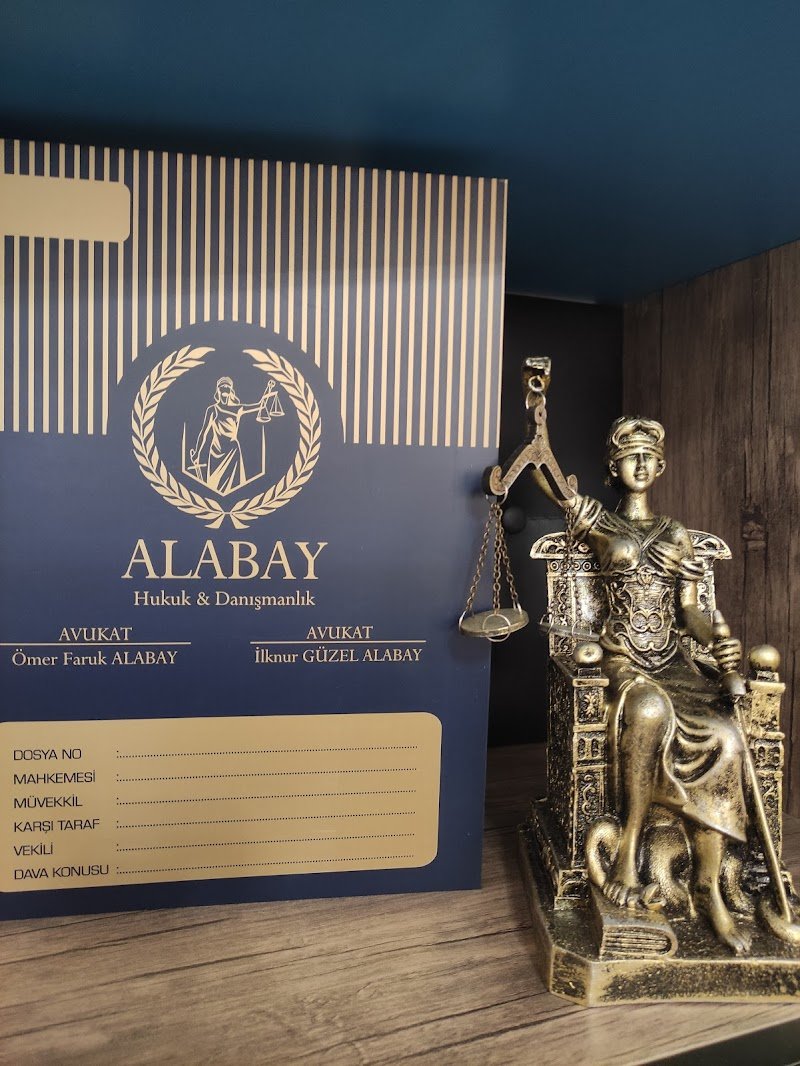 ALABAY
Hukuk & Danışmanlık
AVUKAT
Ömer Faruk ALABAY
AVUKAT
İlknur GÜZEL ALABAY
DOSYA NO :
MAHKEMESİ :
MÜVEKKİL :
KARŞI TARAF :
VEKİLİ :
DAVA KONUSU :